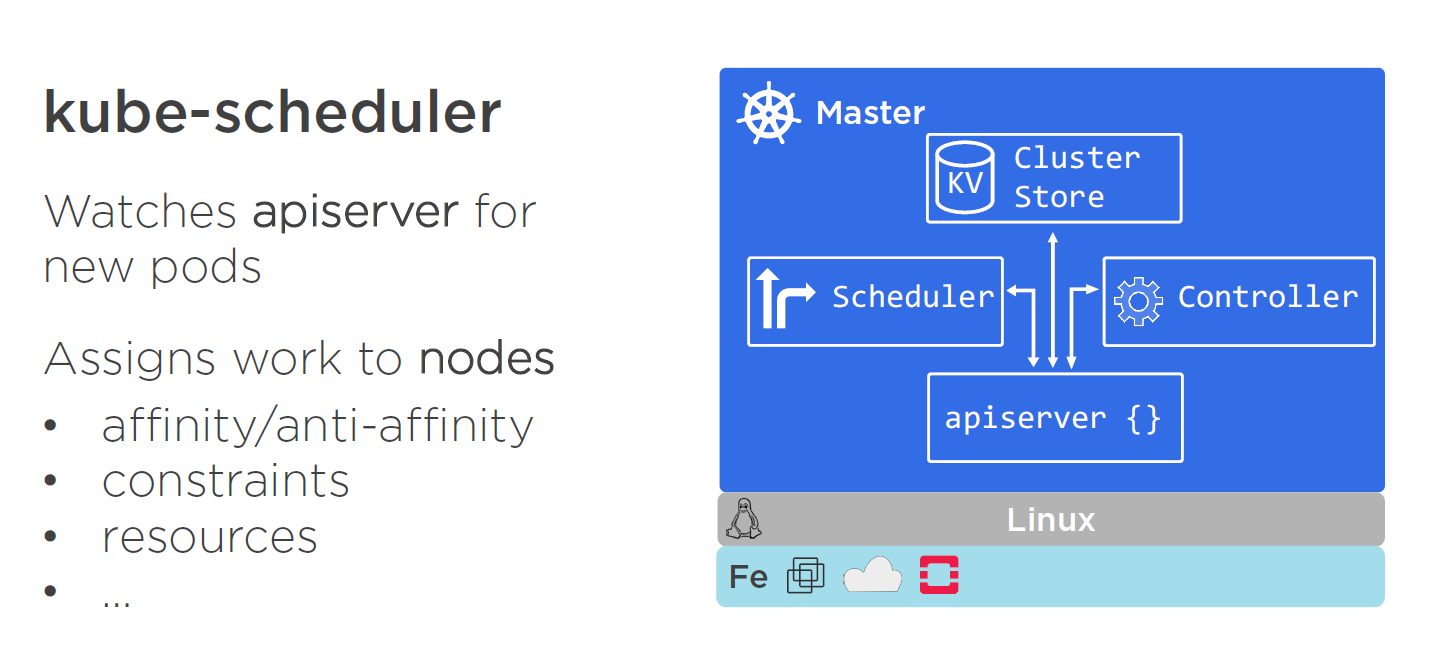 kube-scheduler
Watches apiserver for
new pods
Assigns work to nodes
• affinity/anti-affinity
• constraints
• resources
• ...
Master
KV
Cluster
Store
Scheduler
Controller
apiserver {}
Linux
Fe